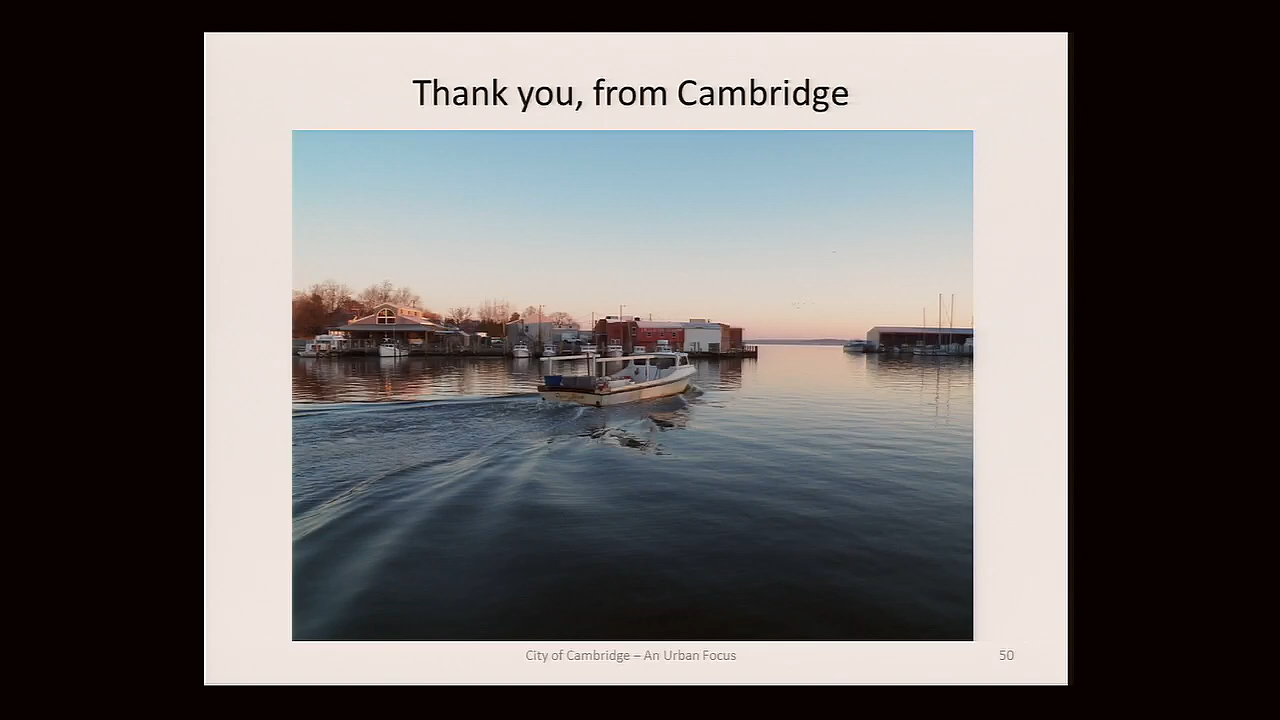 Thank you, from Cambridge
City of Cambridge – An Urban Focus
50